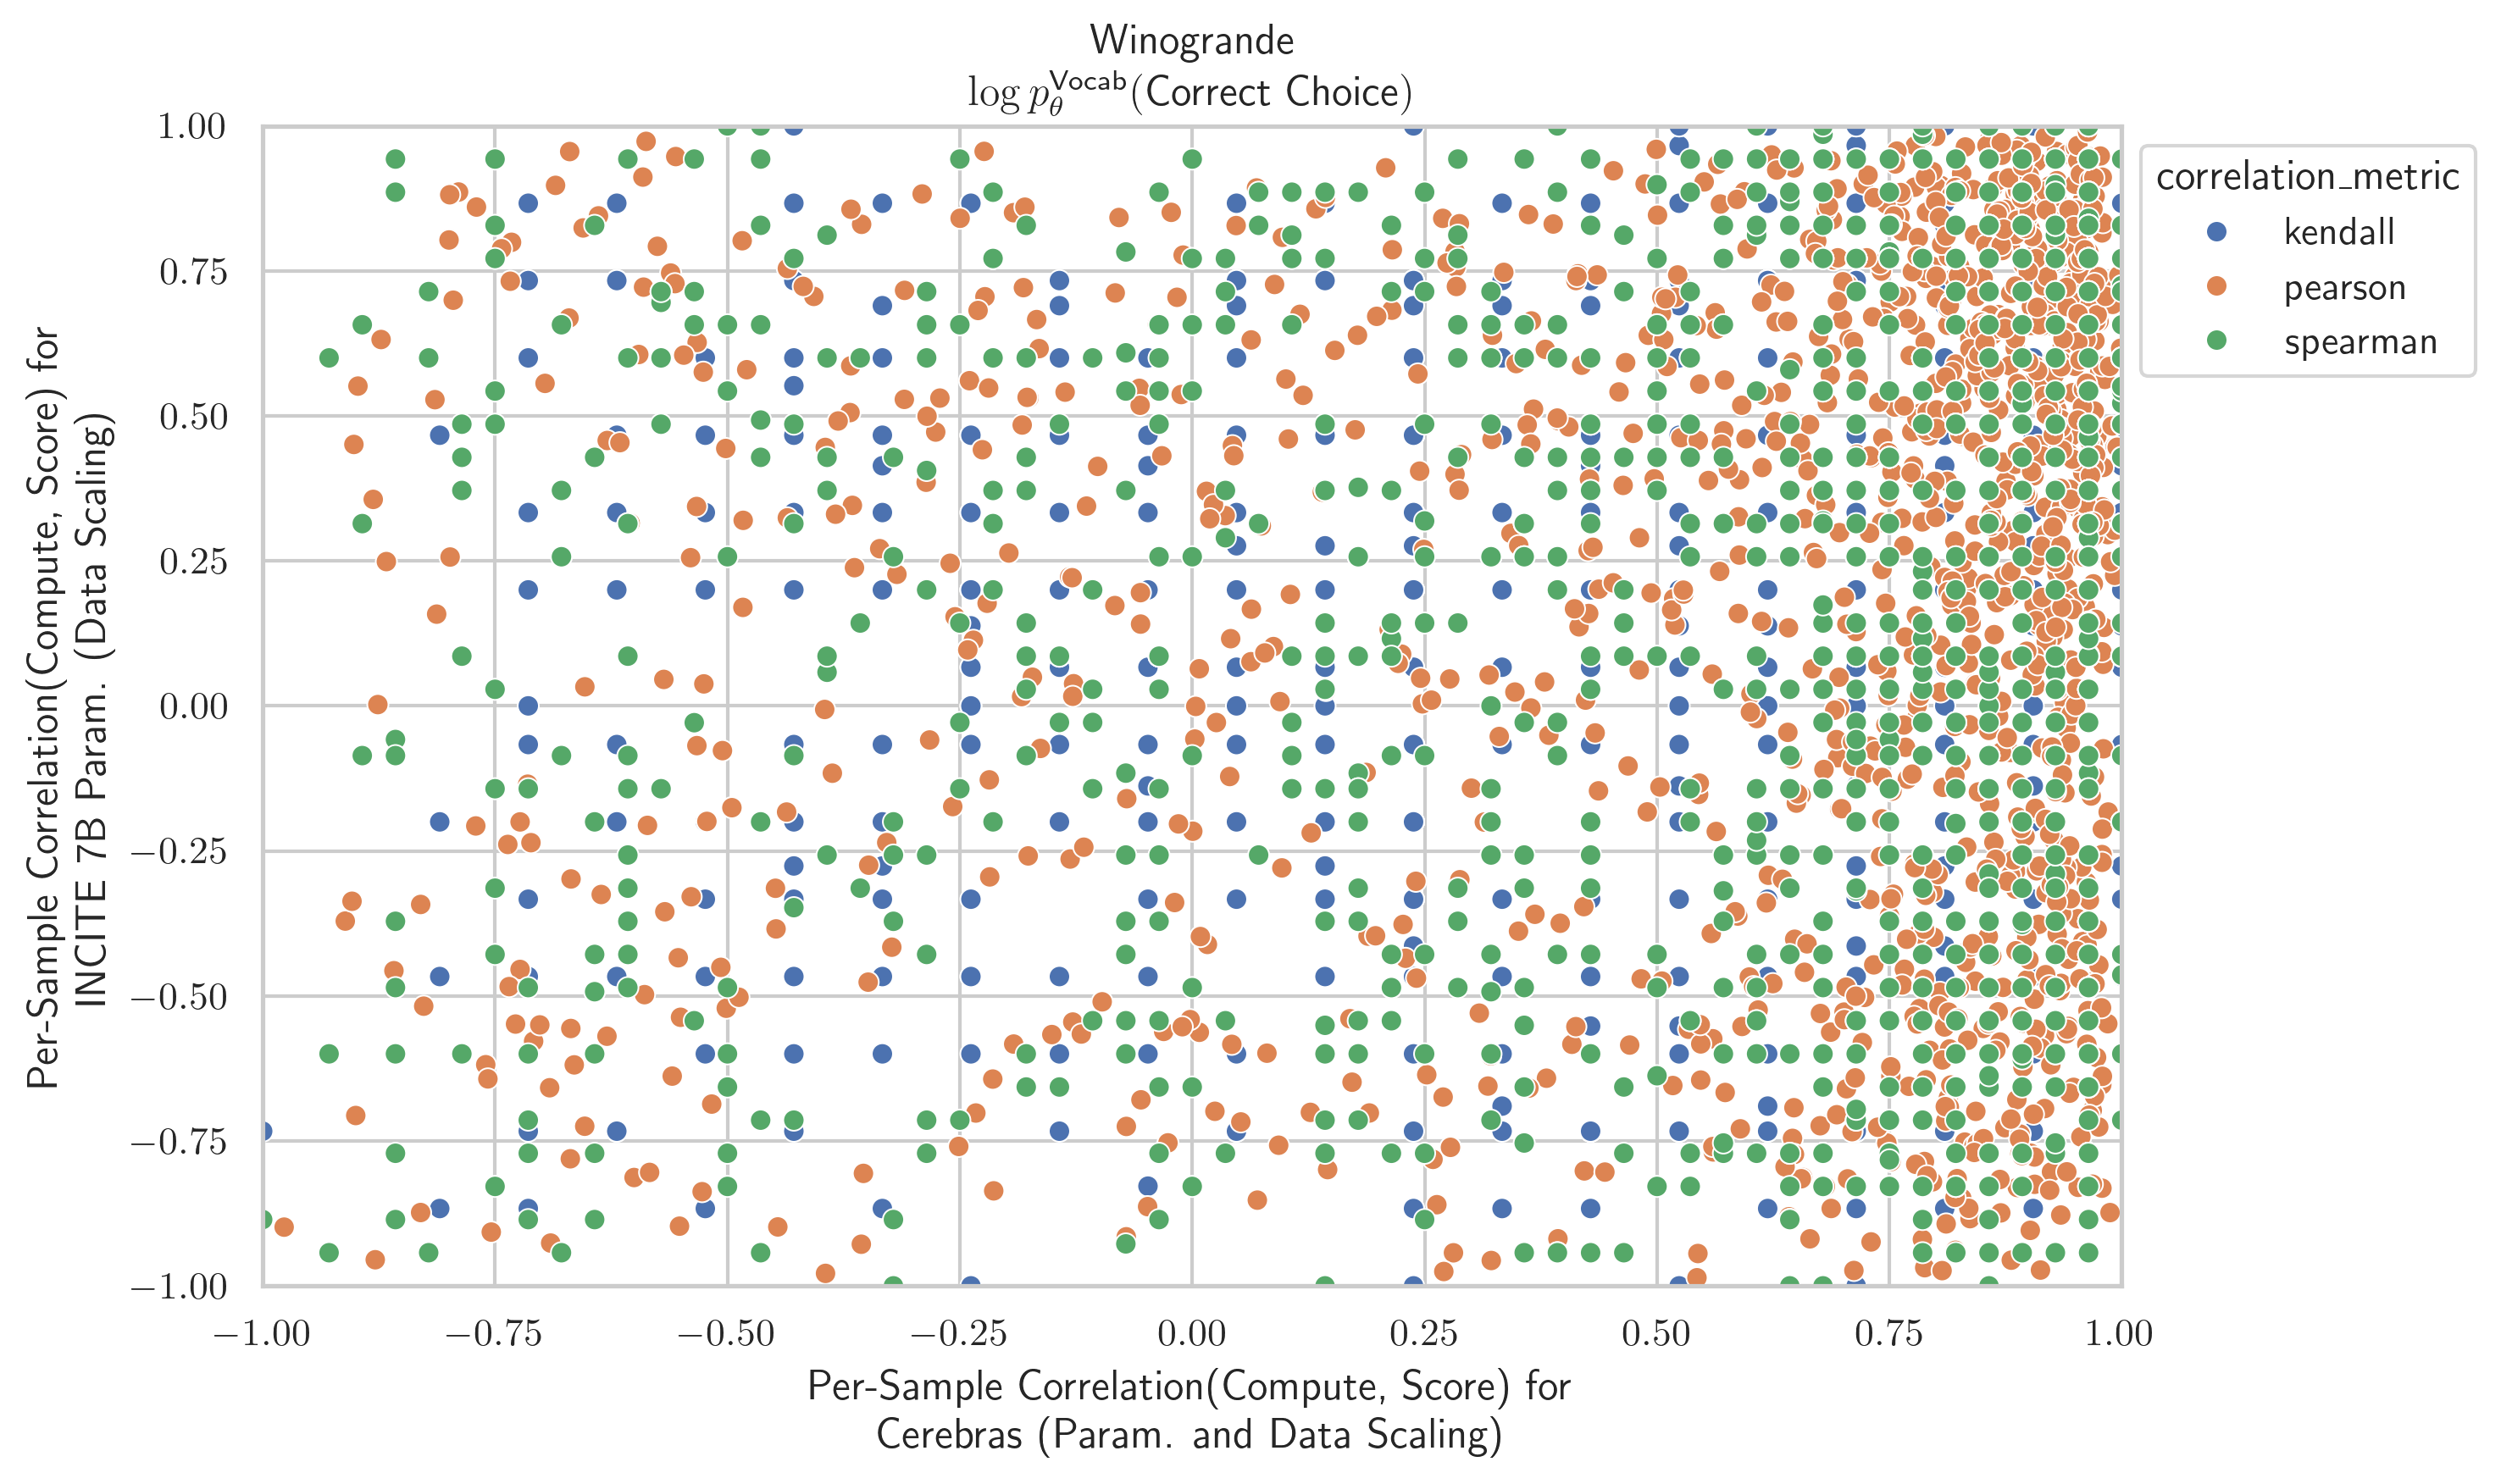 Winogrande
log p_θ^Vocab(Correct Choice)
1.00
0.75
0.50
0.25
0.00
−0.25
−0.50
−0.75
−1.00
Per-Sample Correlation(Compute, Score) for
INCITE 7B Param. (Data Scaling)
−1.00 −0.75 −0.50 −0.25 0.00 0.25 0.50 0.75 1.00
Per-Sample Correlation(Compute, Score) for
Cerebras (Param. and Data Scaling)
correlation_metric
kendall
pearson
spearman